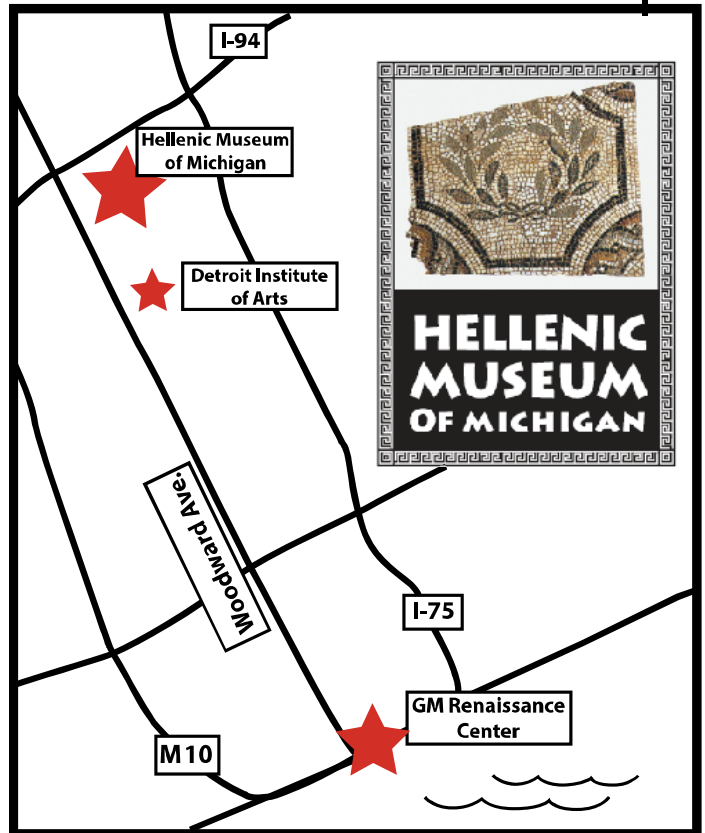 I-94
Hellenic Museum
of Michigan
Detroit Institute
of Arts
HELLENIC
MUSEUM
OF MICHIGAN
Woodward Ave.
I-75
GM Renaissance
Center
M10